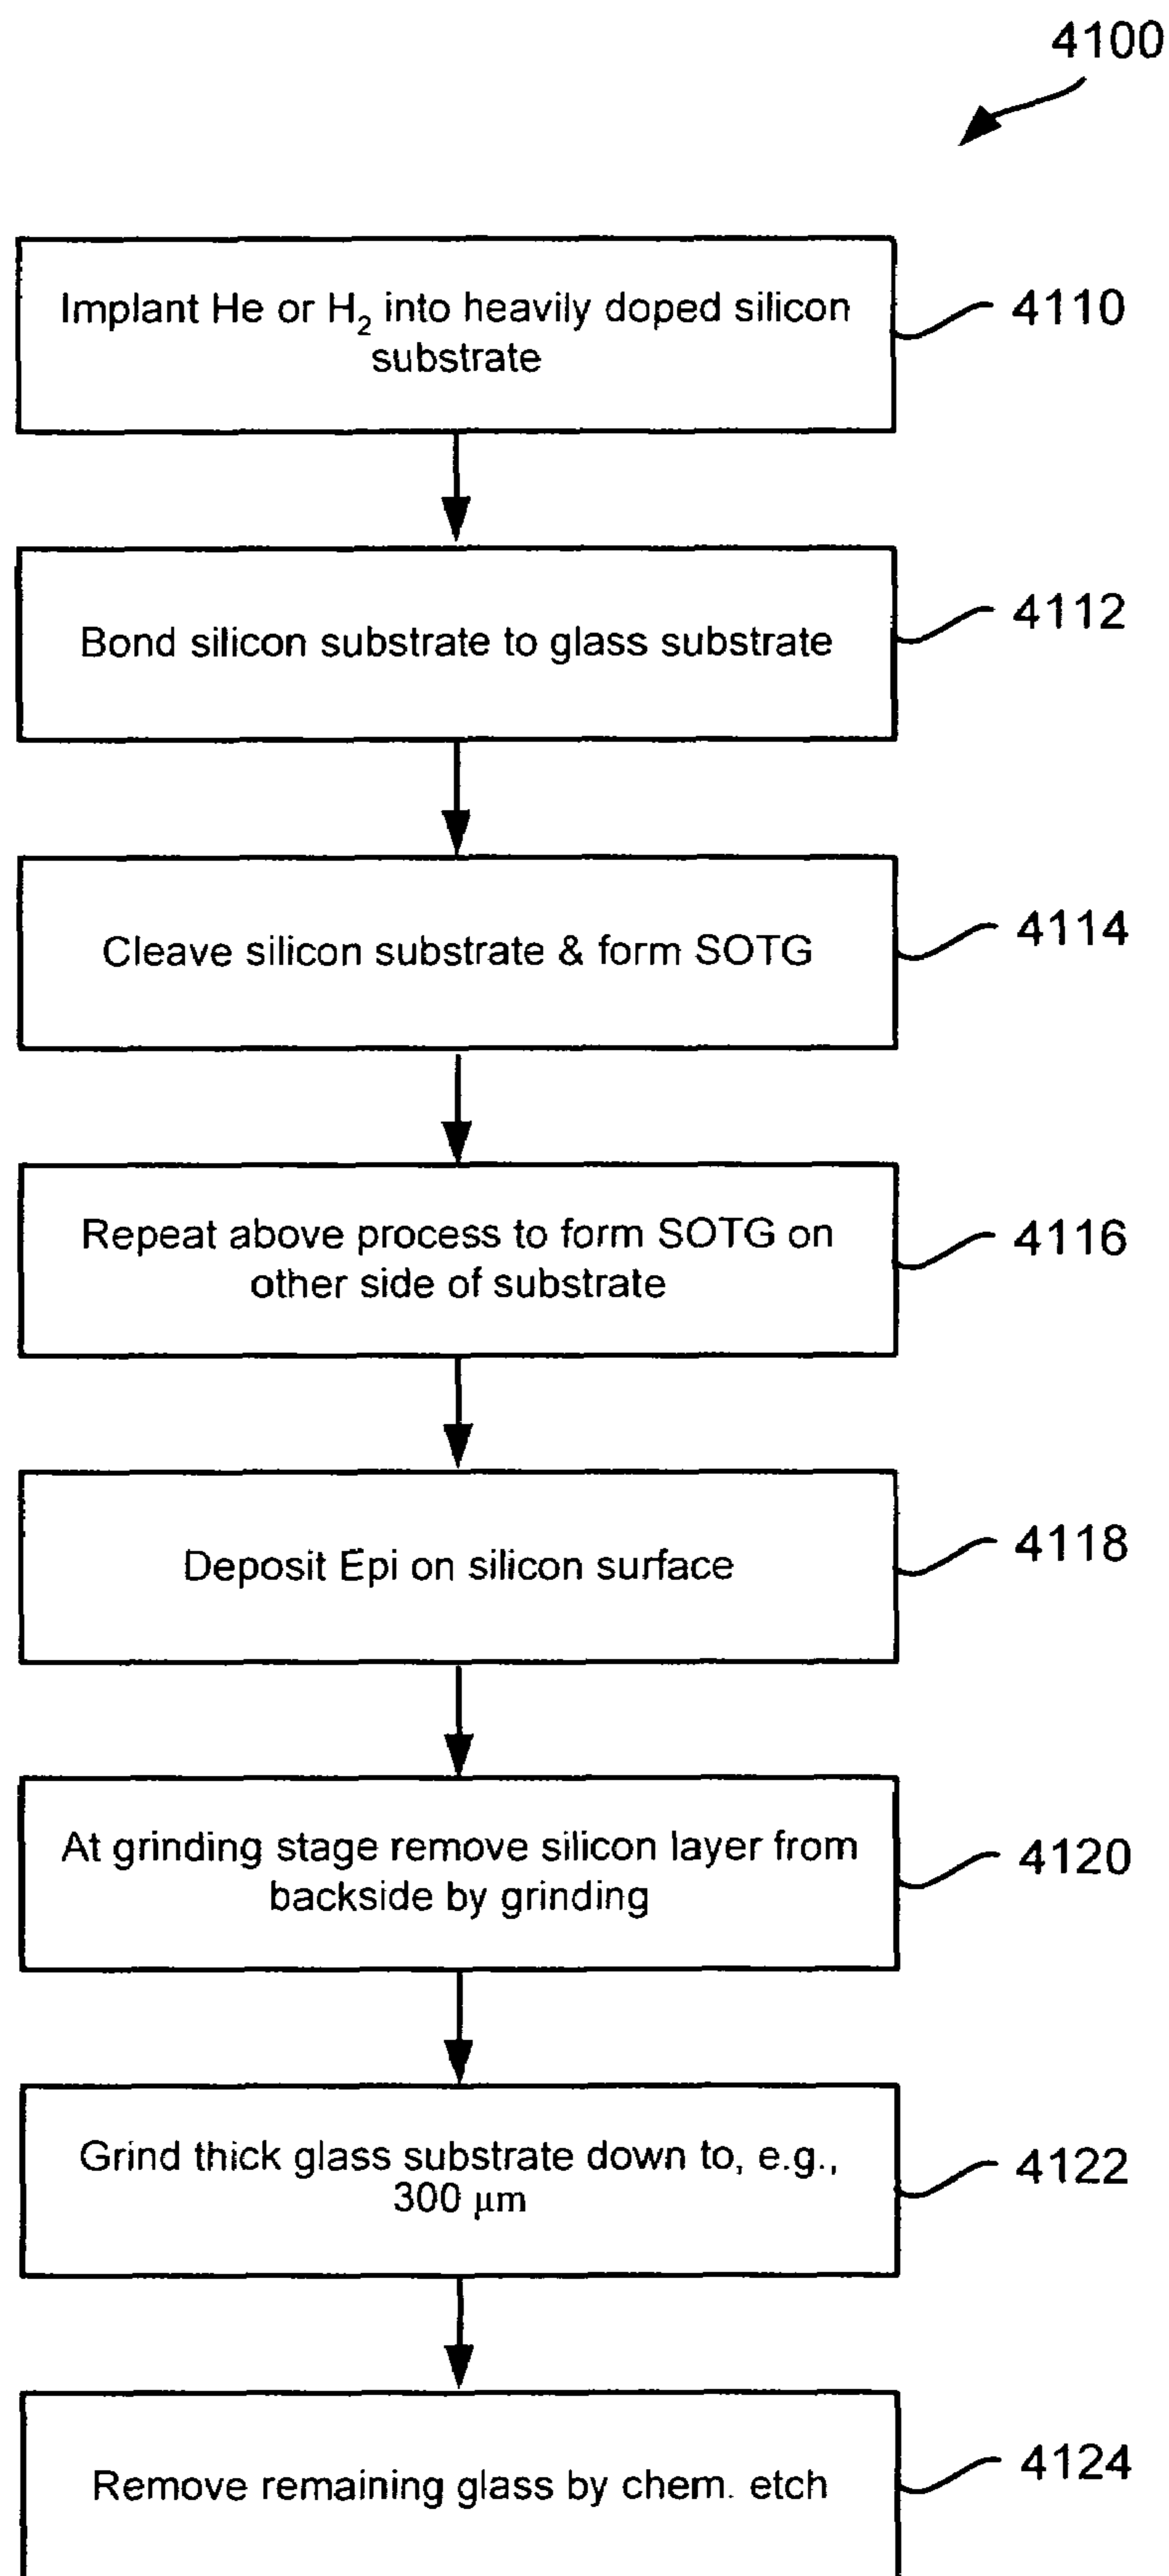 4100
Implant He or H₂ into heavily doped silicon
substrate
4110
Bond silicon substrate to glass substrate
4112
Cleave silicon substrate & form SOTG
4114
Repeat above process to form SOTG on
other side of substrate
4116
Deposit Epi on silicon surface
4118
At grinding stage remove silicon layer from
backside by grinding
4120
Grind thick glass substrate down to, e.g.,
300 μm
4122
Remove remaining glass by chem. etch
4124